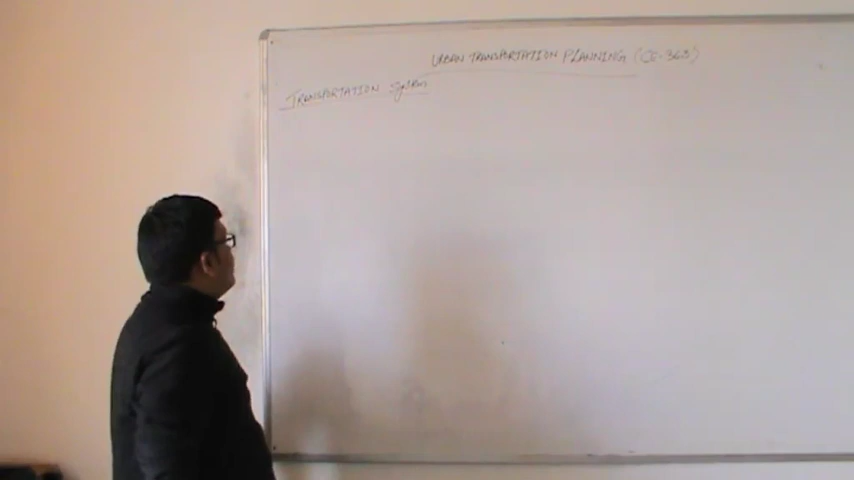 URBAN TRANSPORTATION PLANNING (CE-363)
TRANSPORTATION System